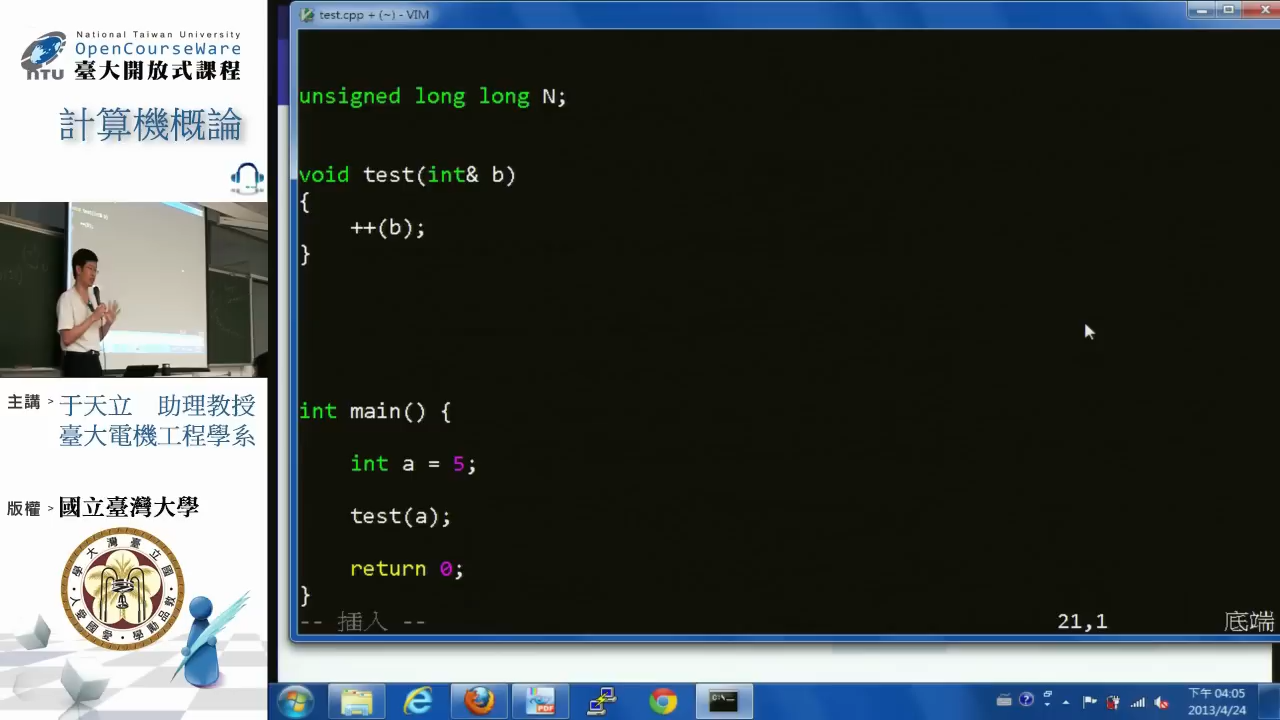 National Taiwan University
OpenCourseWare
NTU 臺大開放式課程
計算機概論
主講 > 于天立 助理教授
臺大電機工程學系
版權 > 國立臺灣大學
test.cpp + (~) - VIM
unsigned long long N;
void test(int& b)
{
++(b);
}
int main() {
int a = 5;
test(a);
return 0;
}
-- 插入 --
21,1
底端
下午 04:05
2013/4/24